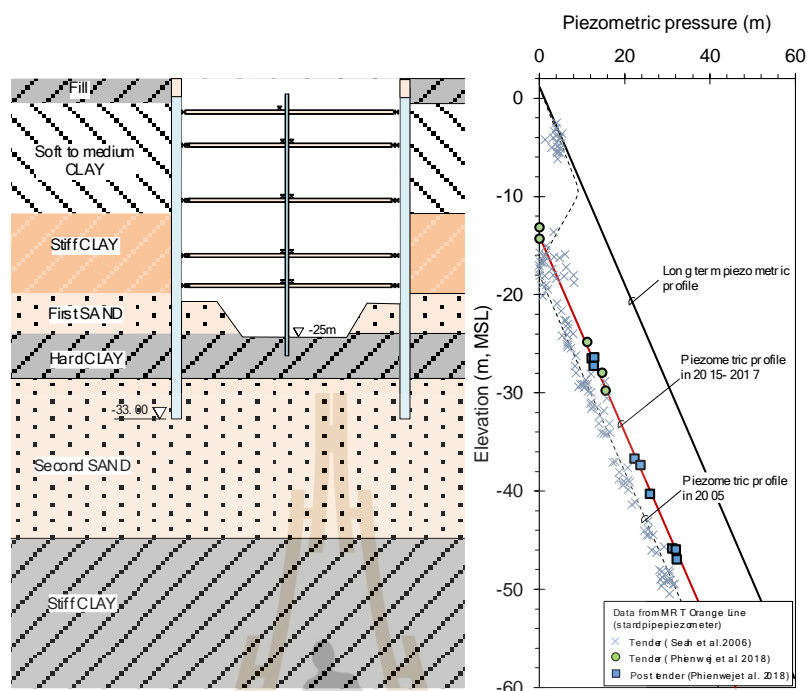 Fill
Soft to medium
CLAY
Stiff CLAY
First SAND
-25m
Hard CLAY
-33.00
Second SAND
Stiff CLAY
Piezometric pressure (m)
0 20 40 60
Elevation (m, MSL)
0
-10
-20
-30
-40
-50
-60
Long term piezometric
profile
Piezometric profile
in 2015-2017
Piezometric profile
in 2005
Data from MRT Orange Line
(standpipe piezometer)
Tender (Seah et al. 2006)
Tender (Phienwej et al 2018)
Post tender (Phienwej et al. 2018)